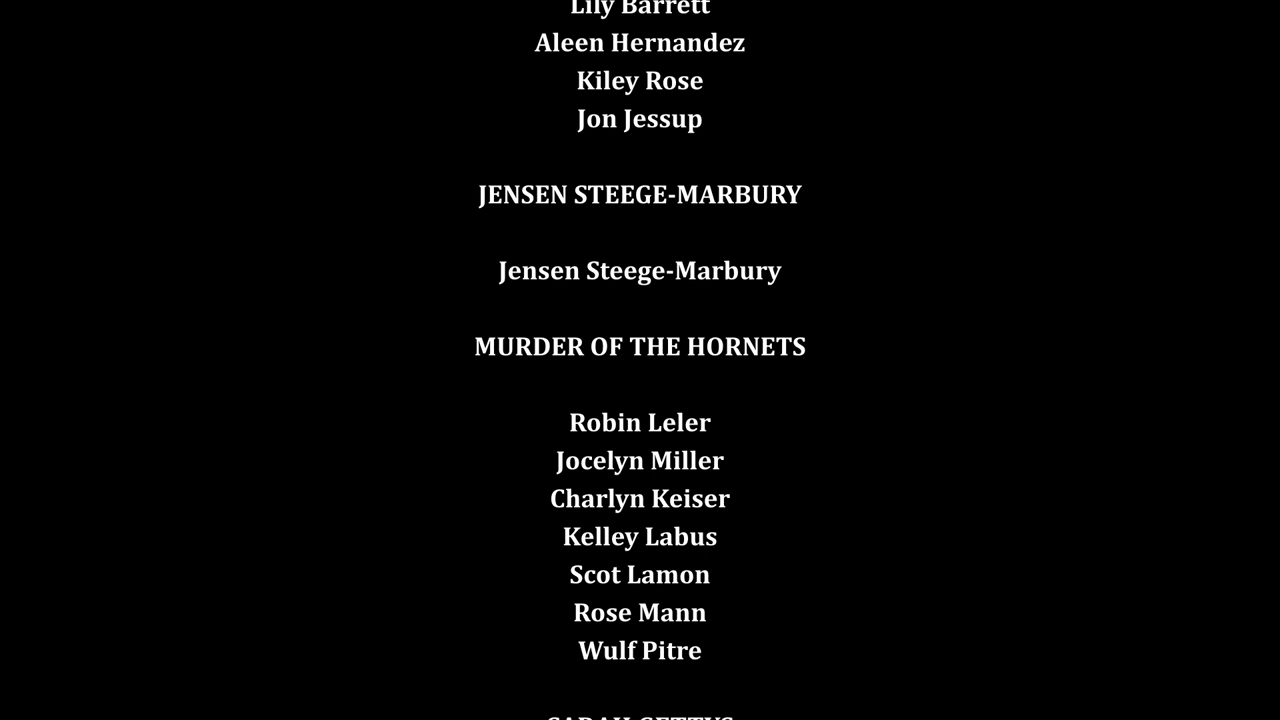 Lily Barrett
Aleen Hernandez
Kiley Rose
Jon Jessup
JENSEN STEEGE-MARBURY
Jensen Steege-Marbury
MURDER OF THE HORNETS
Robin Leler
Jocelyn Miller
Charlyn Keiser
Kelley Labus
Scot Lamon
Rose Mann
Wulf Pitre